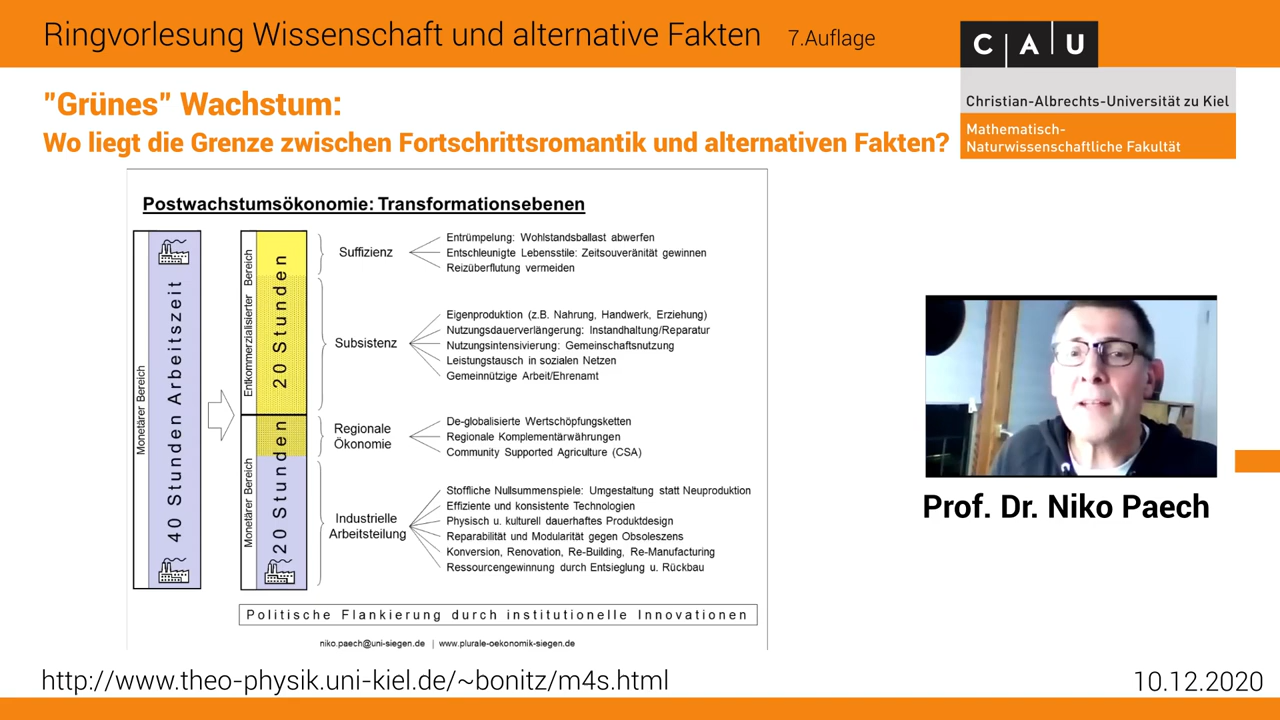 Ringvorlesung Wissenschaft und alternative Fakten 7.Auflage
C A U
Christian-Albrechts-Universität zu Kiel
Mathematisch-
Naturwissenschaftliche Fakultät
"Grünes" Wachstum:
Wo liegt die Grenze zwischen Fortschrittsromantik und alternativen Fakten?
Postwachstumsökonomie: Transformationsebenen
Monetärer Bereich
40 Stunden Arbeitszeit
Entkommerzialisierter Bereich
20 Stunden
Monetärer Bereich
20 Stunden
Suffizienz
Entrümpelung: Wohlstandsballast abwerfen
Entschleunigte Lebensstile: Zeitsouveränität gewinnen
Reizüberflutung vermeiden
Subsistenz
Eigenproduktion (z.B. Nahrung, Handwerk, Erziehung)
Nutzungsdauerverlängerung: Instandhaltung/Reparatur
Nutzungsintensivierung: Gemeinschaftsnutzung
Leistungstausch in sozialen Netzen
Gemeinnützige Arbeit/Ehrenamt
Regionale
Ökonomie
De-globalisierte Wertschöpfungsketten
Regionale Komplementärwährungen
Community Supported Agriculture (CSA)
Industrielle
Arbeitsteilung
Stoffliche Nullsummenspiele: Umgestaltung statt Neuproduktion
Effiziente und konsistente Technologien
Physisch u. kulturell dauerhaftes Produktdesign
Reparabilität und Modularität gegen Obsoleszens
Konversion, Renovation, Re-Building, Re-Manufacturing
Ressourcengewinnung durch Entsieglung u. Rückbau
Politische Flankierung durch institutionelle Innovationen
niko.paech@uni-siegen.de | www.plurale-oekonomik-siegen.de
Prof. Dr. Niko Paech
http://www.theo-physik.uni-kiel.de/~bonitz/m4s.html
10.12.2020